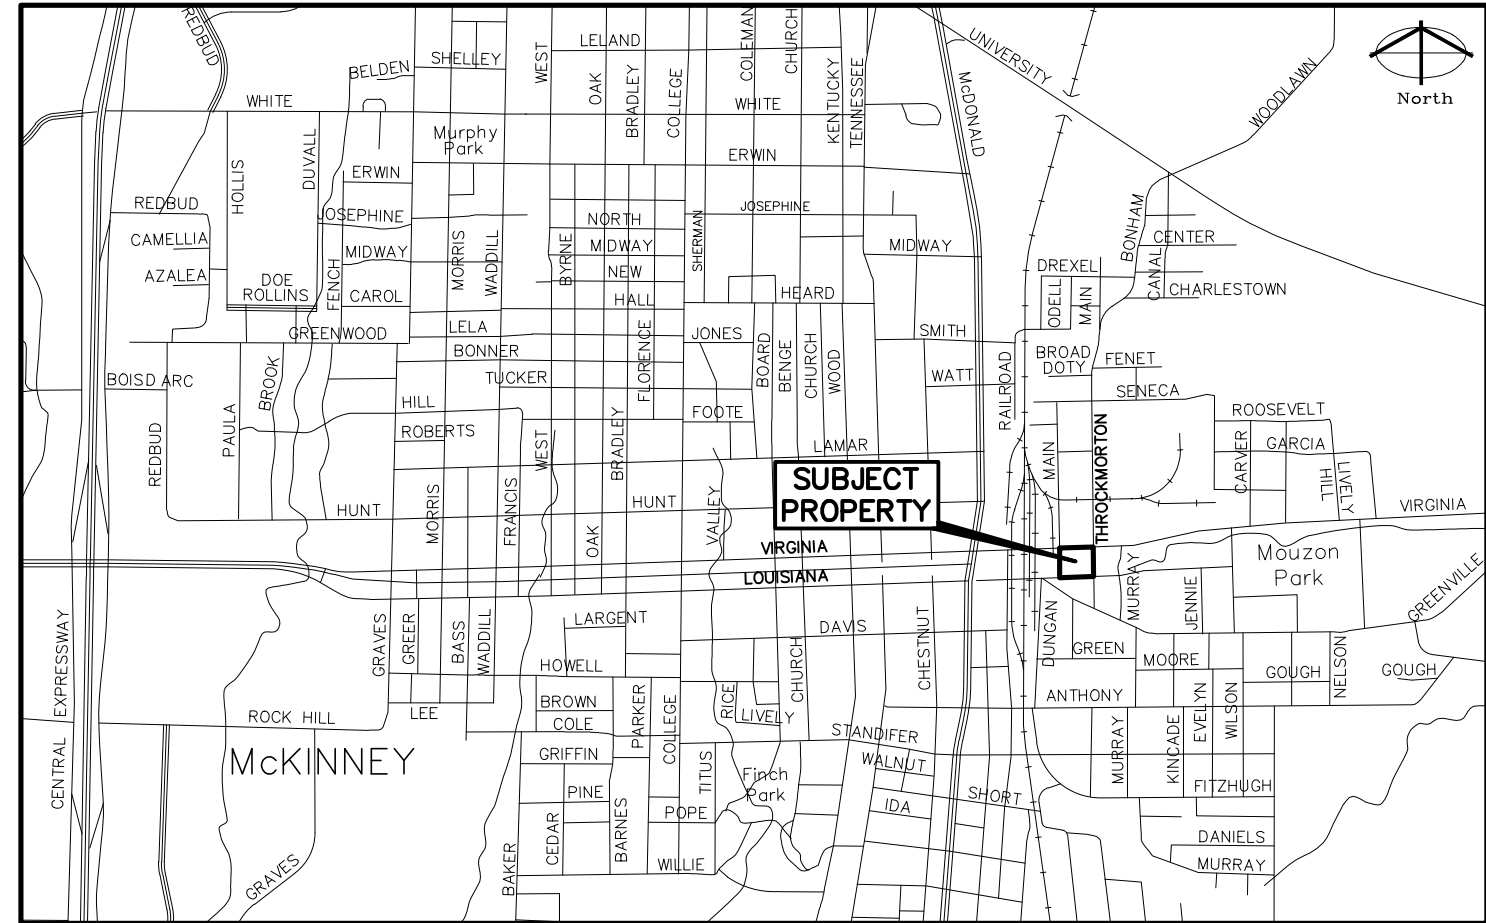 REDBUD
BELDEN
SHELLEY
WEST
LELAND
OAK
BRADLEY
COLLEGE
COLEMAN
CHURCH
KENTUCKY
TENNESSEE
McDONALD
UNIVERSITY
WOODLAWN
North
WHITE
WHITE
Murphy
Park
ERWIN
HOLLIS
DUVALL
ERWIN
REDBUD
JOSEPHINE
NORTH
JOSEPHINE
CAMELLIA
MIDWAY
MORRIS
WADDILL
BYRNE
MIDWAY
SHERMAN
MIDWAY
BONHAM
CENTER
CANAL
AZALEA
DOE
ROLLINS
FENCH
CAROL
NEW
HALL
HEARD
DREXEL
ODELL
MAIN
CHARLESTOWN
GREENWOOD
LELA
JONES
SMITH
BONNER
FLORENCE
BOARD
BENGE
CHURCH
WOOD
RAILROAD
BROAD
DOTY
FENET
BOISD ARC
BROOK
TUCKER
WATT
SENECA
HILL
FOOTE
ROOSEVELT
REDBUD
PAULA
ROBERTS
WEST
BRADLEY
LAMAR
MAIN
THROCKMORTON
CARVER
GARCIA
HILL
LIVELY
SUBJECT
PROPERTY
HUNT
MORRIS
FRANCIS
OAK
HUNT
VALLEY
VIRGINIA
VIRGINIA
LOUISIANA
Mouzon
Park
MURRAY
JENNIE
GREENVILLE
CENTRAL EXPRESSWAY
GRAVES
GREER
BASS
WADDILL
LARGENT
DAVIS
CHESTNUT
DUNGAN
GREEN
HOWELL
CHURCH
MOORE
GOUGH
NELSON
GOUGH
BROWN
PARKER
COLLEGE
RICE
LIVELY
ANTHONY
EVELYN
WILSON
ROCK HILL
LEE
COLE
STANDIFER
MURRAY
KINCADE
McKINNEY
GRIFFIN
TITUS
Finch
Park
WALNUT
FITZHUGH
PINE
POPE
IDA
SHORT
CEDAR
BARNES
DANIELS
GRAVES
BAKER
WILLIE
MURRAY